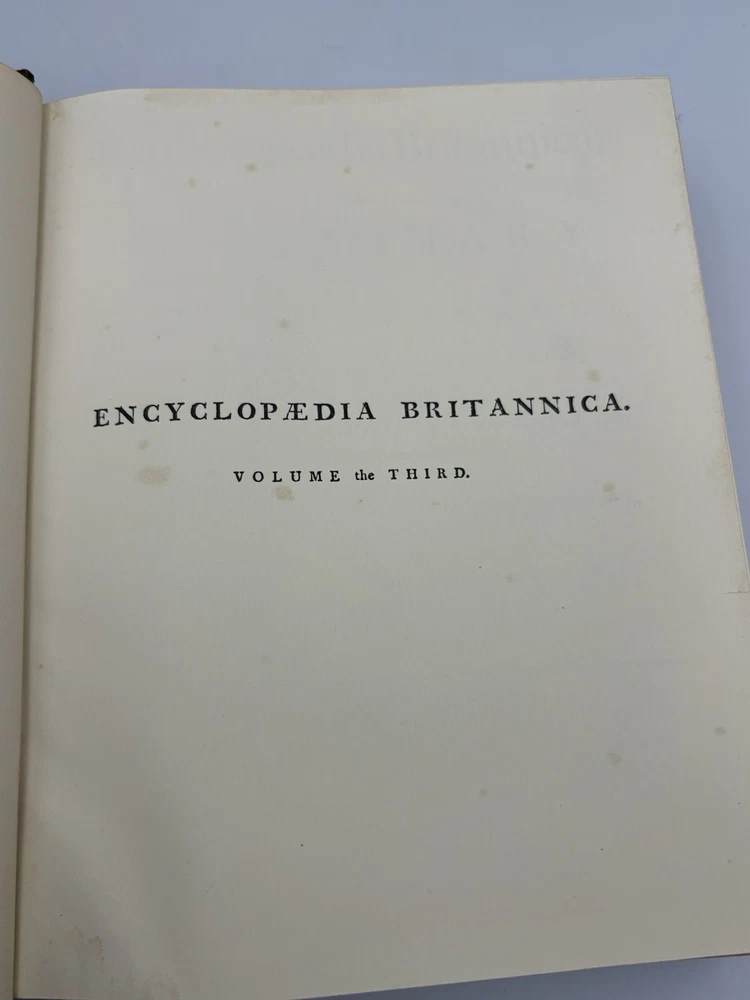 ENCYCLOPÆDIA BRITANNICA.
VOLUME the THIRD.